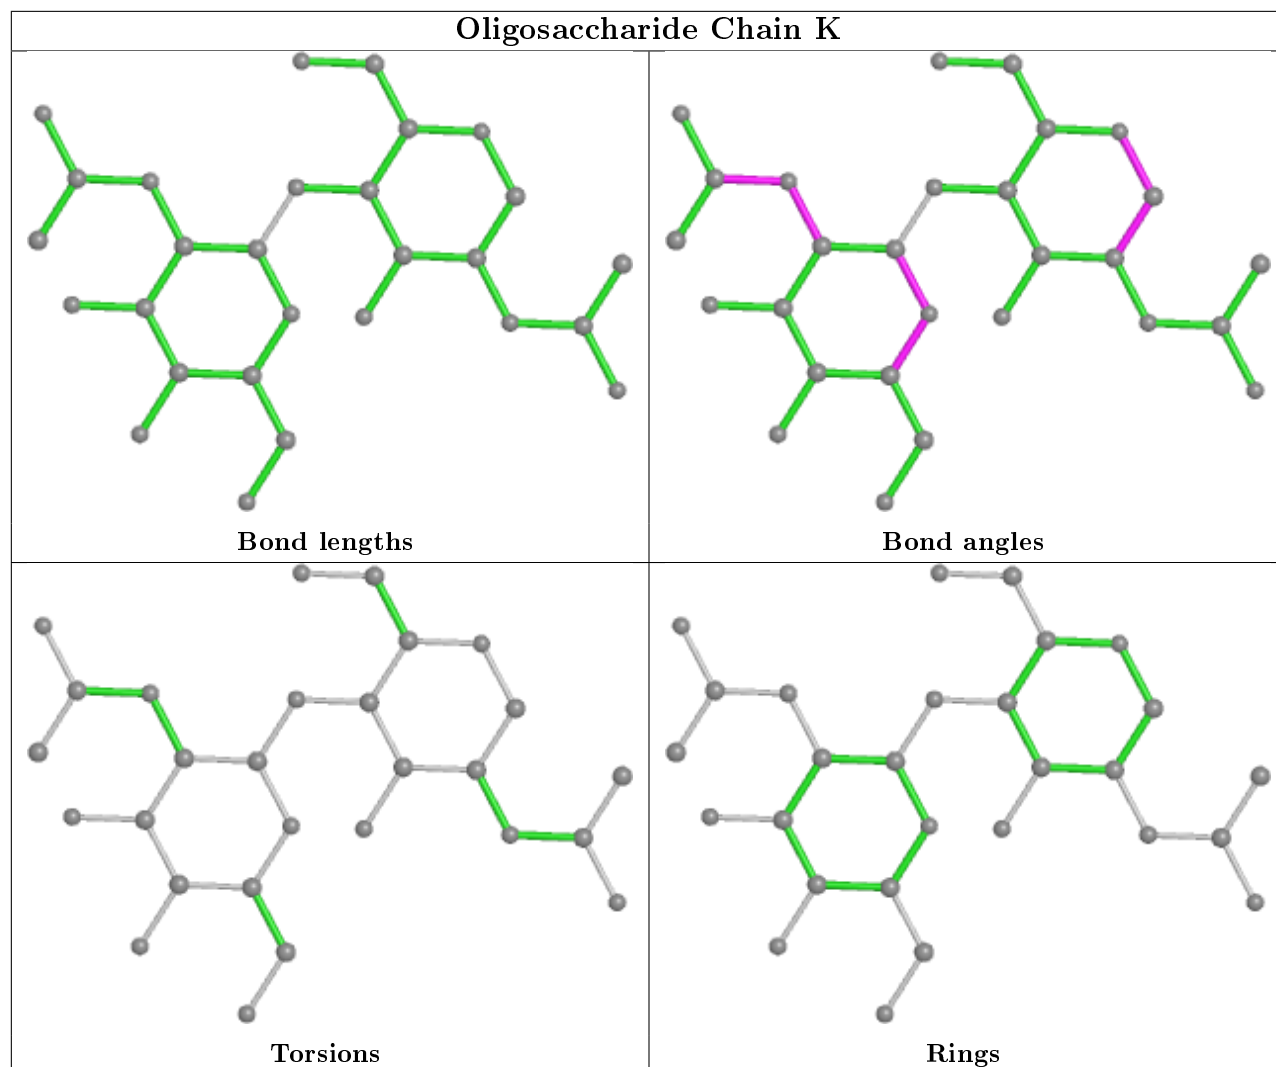 Oligosaccharide Chain K
Bond lengths
Bond angles
Torsions
Rings